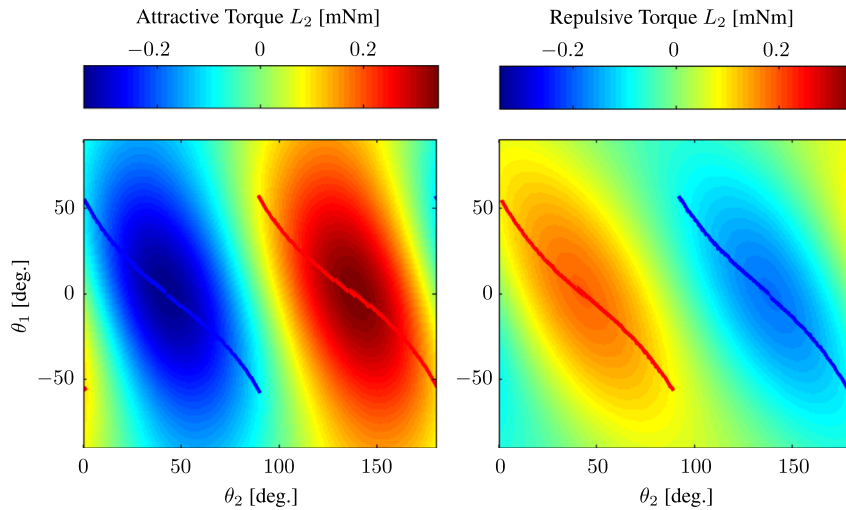 Attractive Torque L₂ [mNm]
−0.2 0 0.2
Repulsive Torque L₂ [mNm]
−0.2 0 0.2
θ₁ [deg.]
50
0
−50
0 50 100 150
θ₂ [deg.]
50
0
−50
0 50 100 150
θ₂ [deg.]